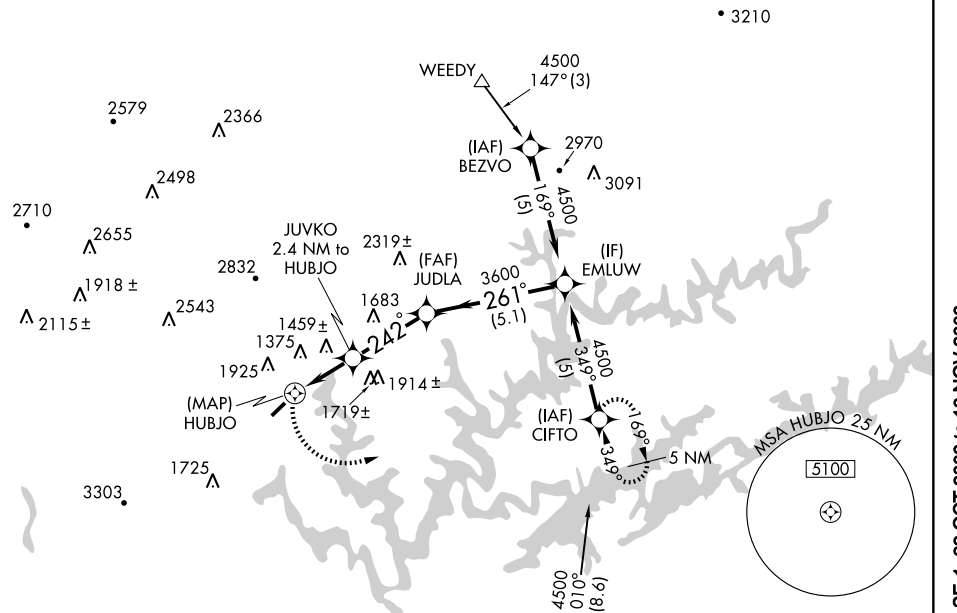 3210
4500
147° (3)
WEEDY
2579
2366
(IAF)
BEZVO
2970
3091
2498
169°
(5)
4500
2710
JUVKO
2.4 NM to
HUBJO
2319±
(FAF)
JUDLA
(IF)
EMLUW
2655
2832
3600
261°
(5.1)
1918 ±
1683
2115 ±
2543
1459±
242°
1375
4500
349°
(5)
1925
1914 ±
(MAP)
HUBJO
1719±
(IAF)
CIFTO
169°
349°
5 NM
MSA HUBJO 25 NM
5100
1725
3303
4500
010°
(8.6)